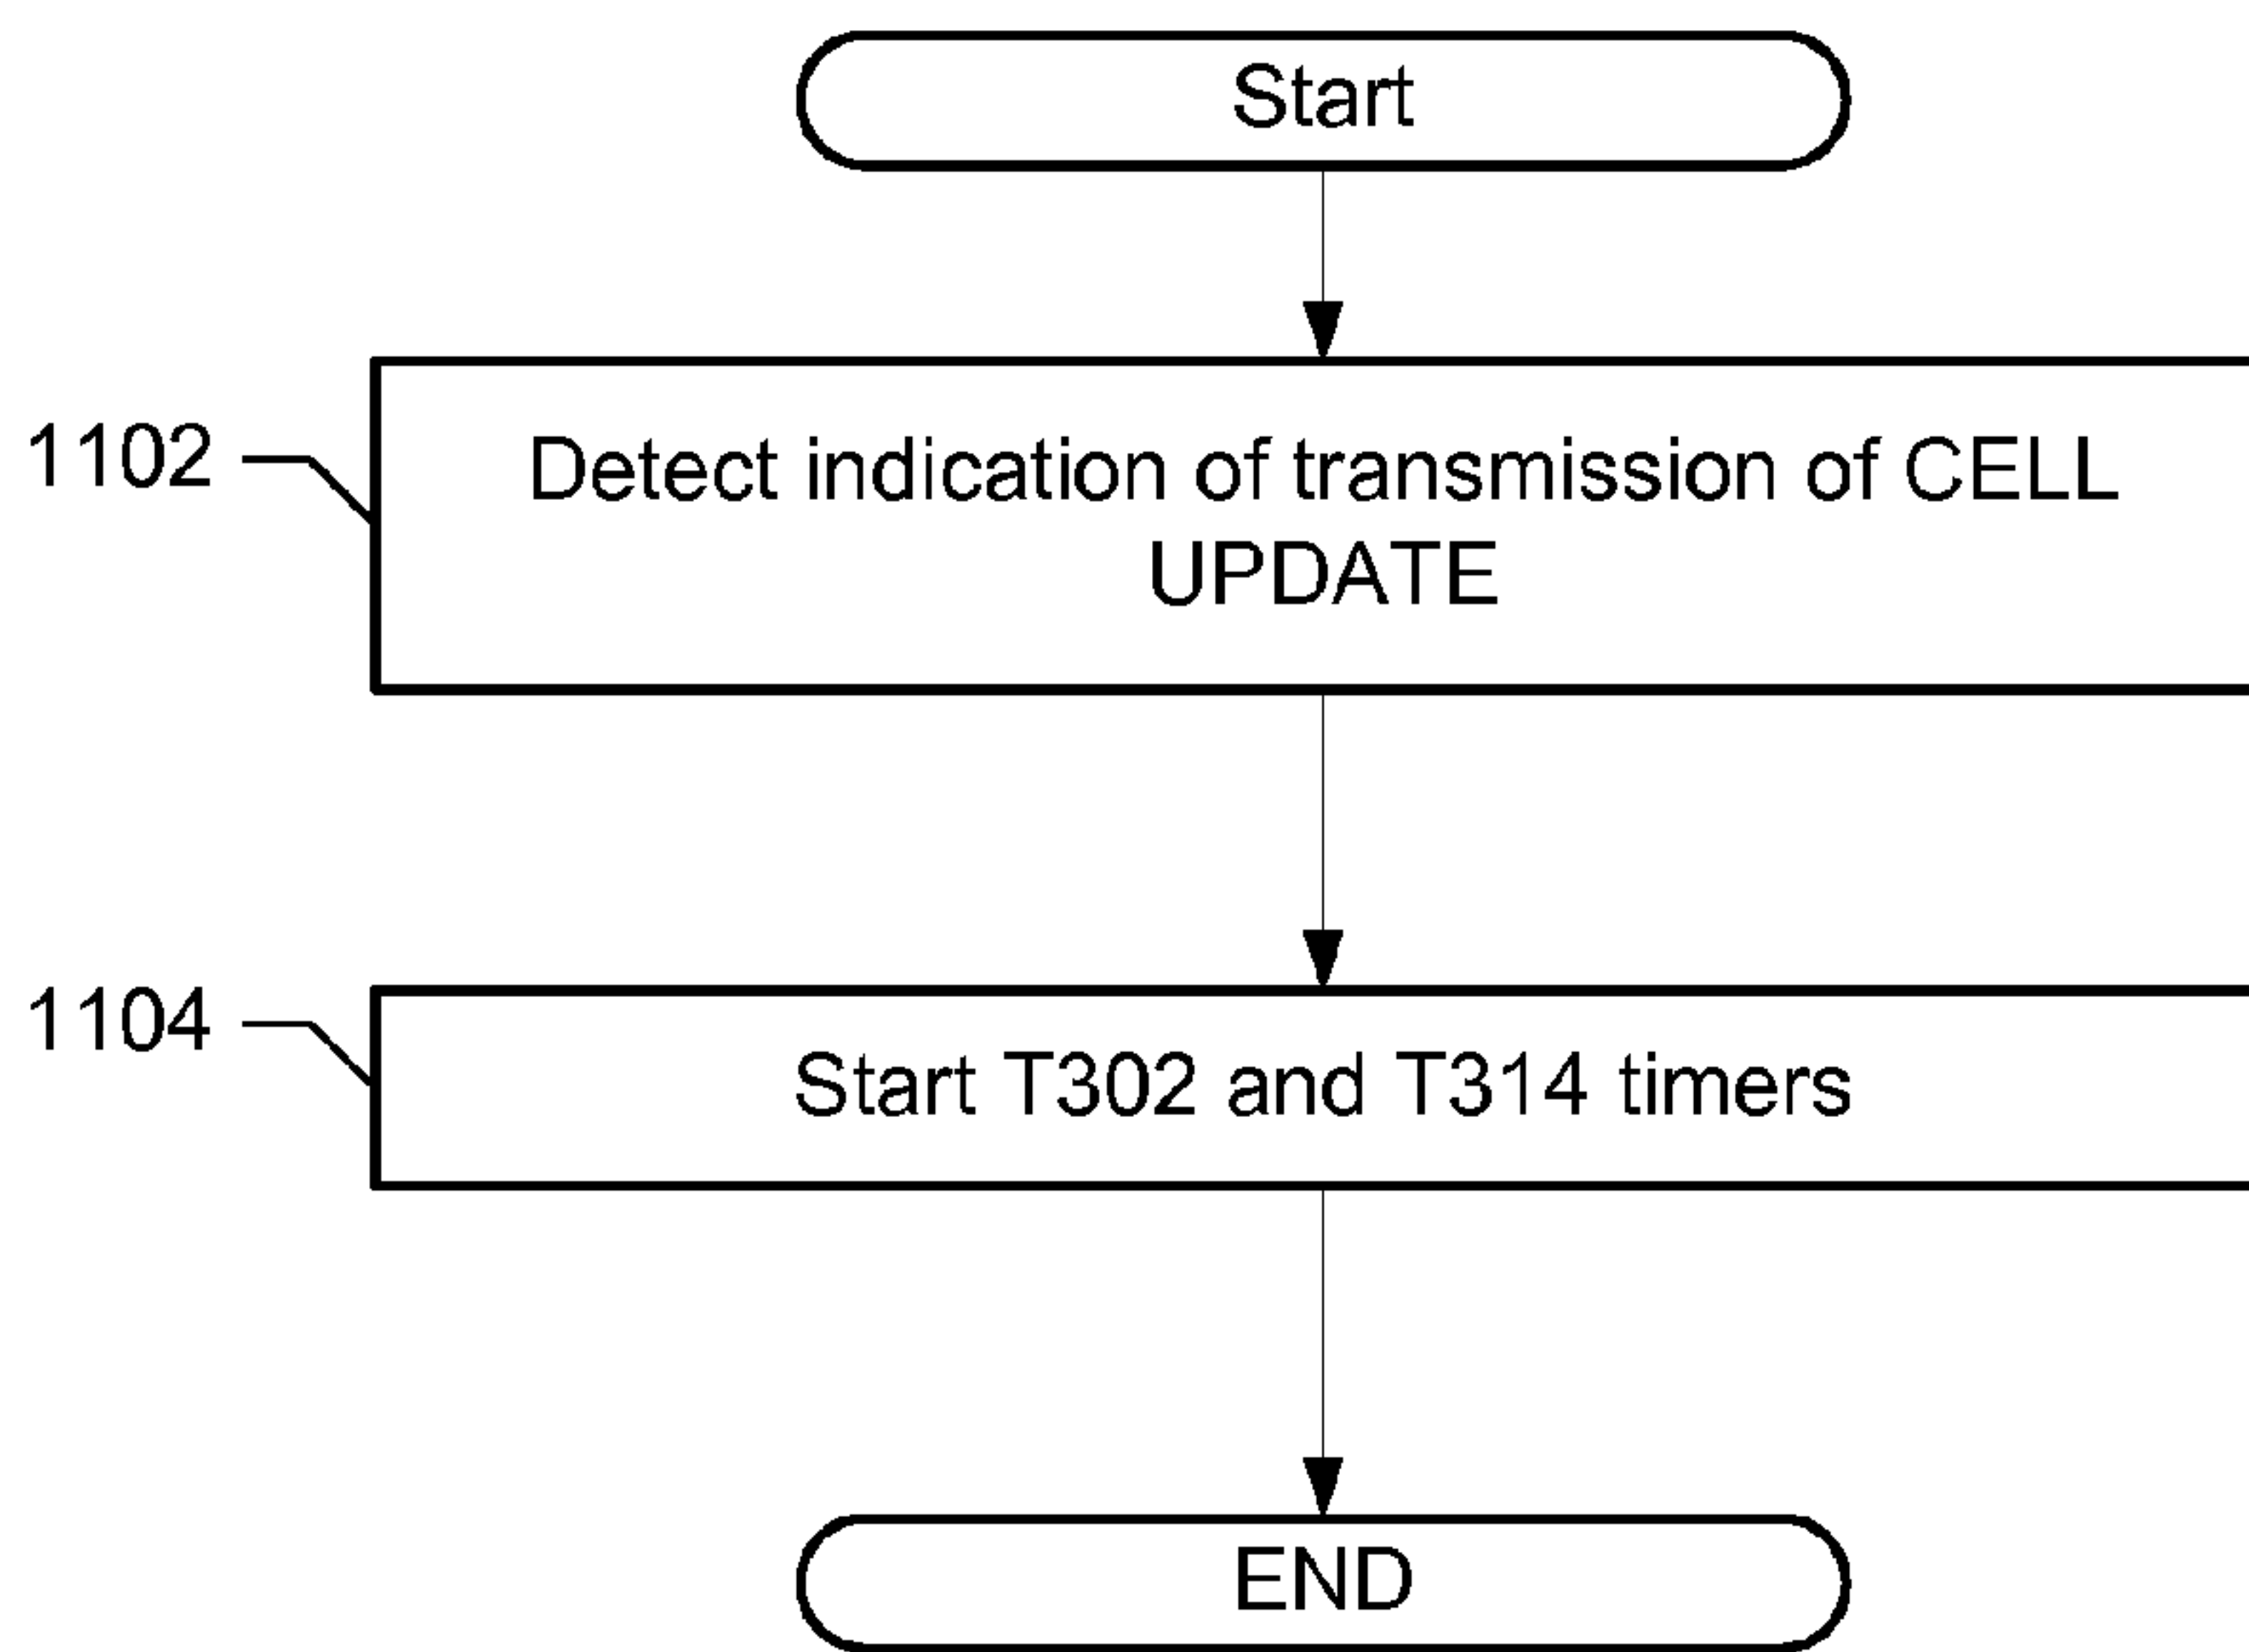 Start
1102
Detect indication of transmission of CELL
UPDATE
1104
Start T302 and T314 timers
END